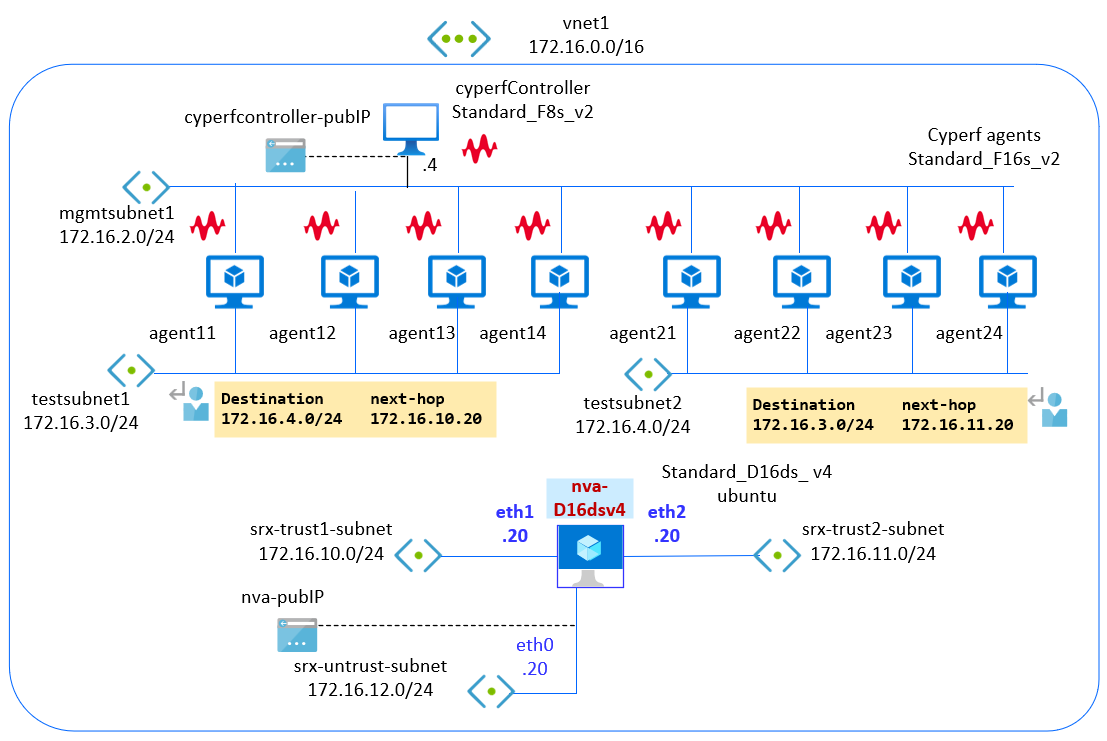 vnet1
172.16.0.0/16
cyperfController
Standard_F8s_v2
cyperfcontroller-pubIP
.4
Cyperf agents
Standard_F16s_v2
mgmtsubnet1
172.16.2.0/24
agent11
agent12
agent13
agent14
agent21
agent22
agent23
agent24
testsubnet1
172.16.3.0/24
Destination next-hop
172.16.4.0/24 172.16.10.20
testsubnet2
172.16.4.0/24
Destination next-hop
172.16.3.0/24 172.16.11.20
Standard_D16ds_ v4
ubuntu
nva-
D16dsv4
eth1
.20
eth2
.20
srx-trust1-subnet
172.16.10.0/24
srx-trust2-subnet
172.16.11.0/24
nva-pubIP
eth0
.20
srx-untrust-subnet
172.16.12.0/24